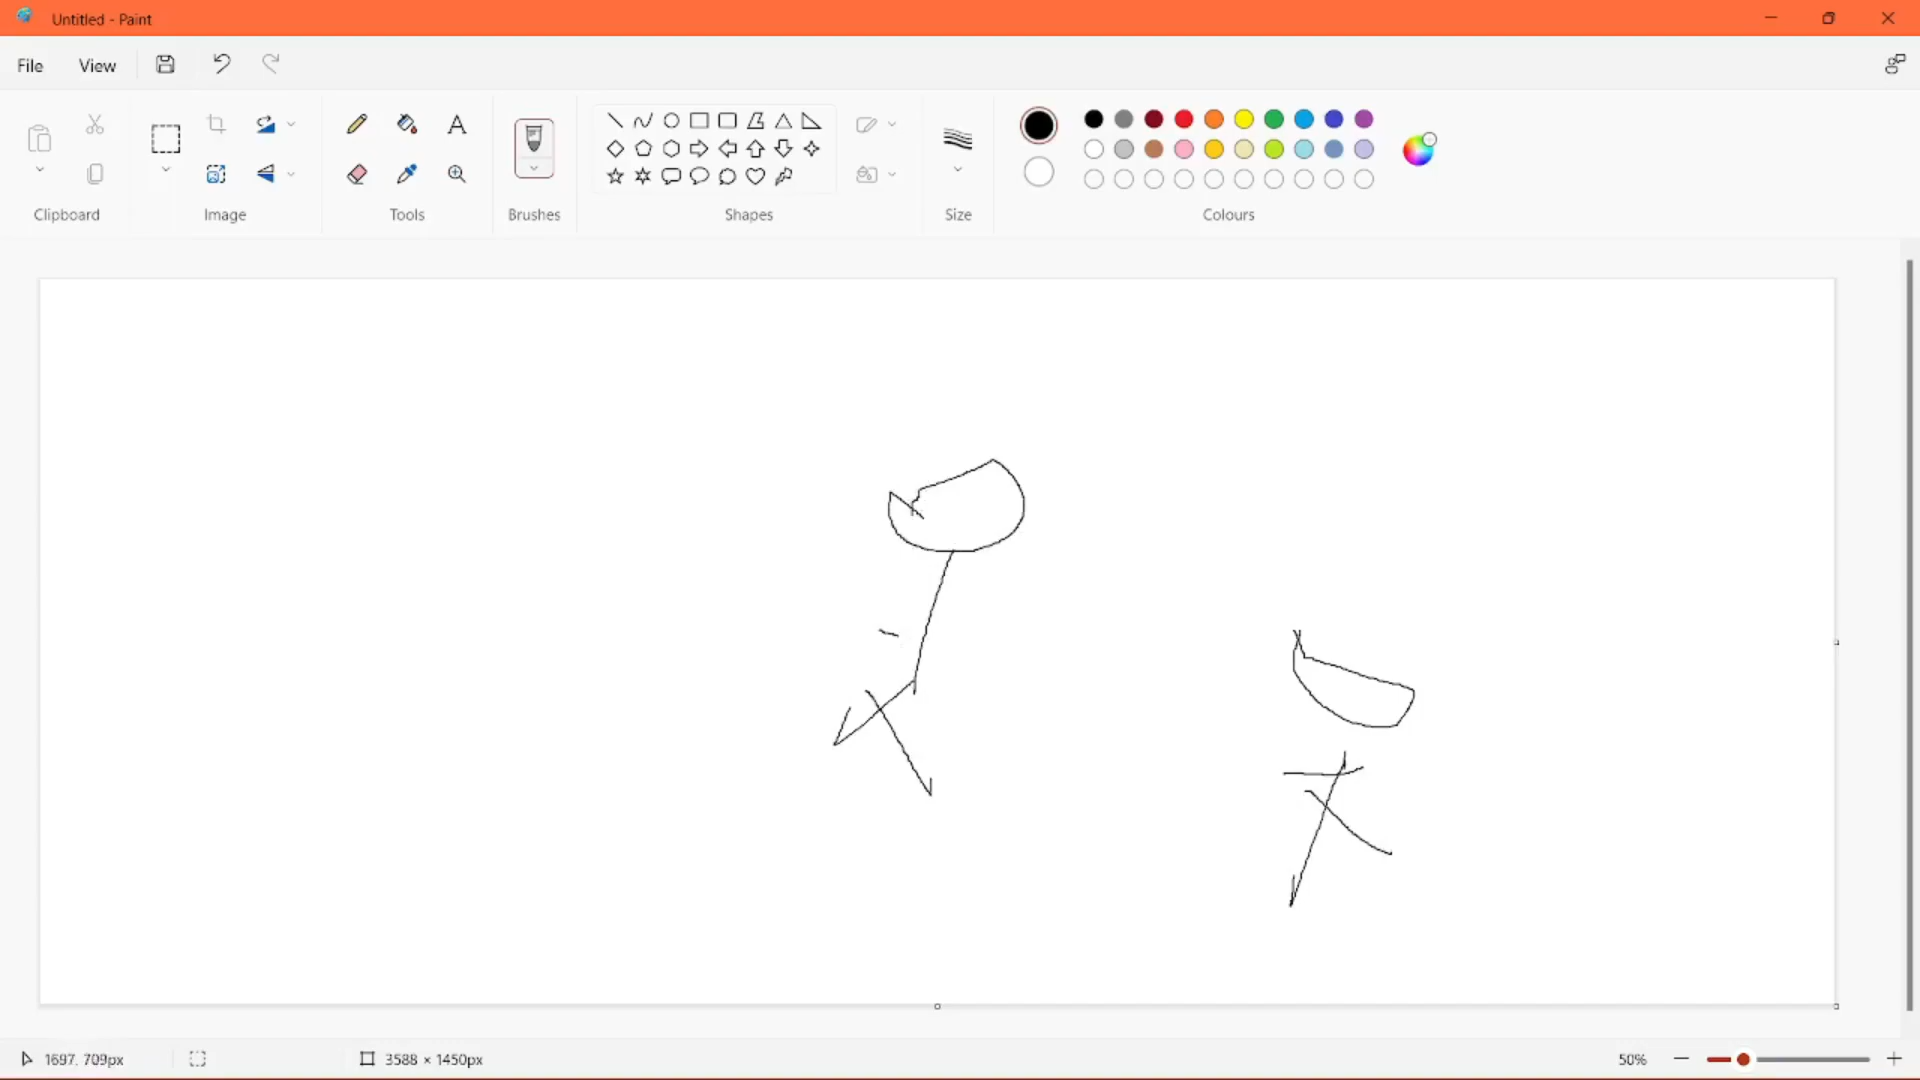 Untitled - Paint
File View
Clipboard Image Tools Brushes Shapes Size Colours
1697, 709px 3588 × 1450px 50%